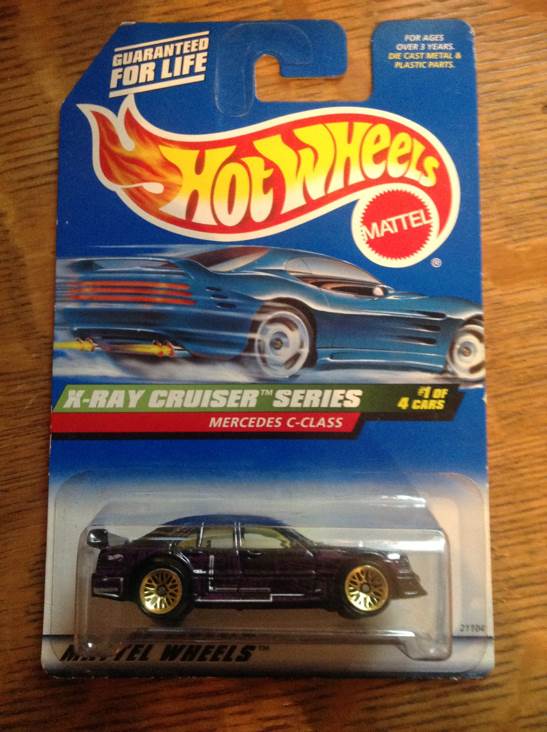 GUARANTEED
FOR LIFE
FOR AGES
OVER 3 YEARS.
DIE CAST METAL &
PLASTIC PARTS.
HOT WHEELS
MATTEL
®
X-RAY CRUISER™ SERIES
#1 OF
4 CARS
MERCEDES C-CLASS
21104
MATTEL WHEELS™